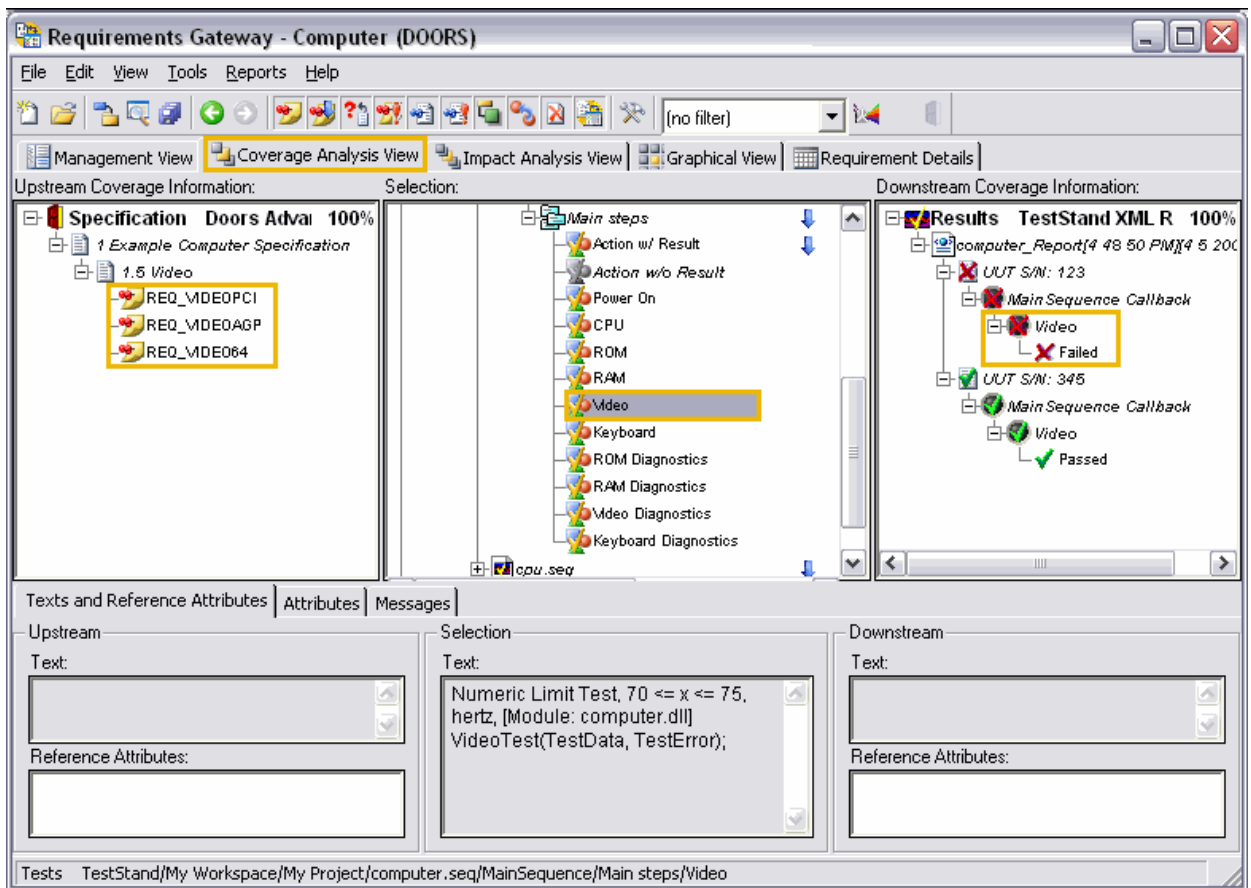 Requirements Gateway - Computer (DOORS)
File Edit View Tools Reports Help
(no filter)
Management View Coverage Analysis View Impact Analysis View Graphical View Requirement Details
Upstream Coverage Information: Selection: Downstream Coverage Information:
Specification Doors Advai 100%
1 Example Computer Specification
1.5 Video
REQ_VIDEOPCI
REQ_VIDEOAGP
REQ_VIDEO64
Main steps
Action w/ Result
Action w/o Result
Power On
CPU
ROM
RAM
Video
Keyboard
ROM Diagnostics
RAM Diagnostics
Video Diagnostics
Keyboard Diagnostics
cpu.seq
Results TestStand XML R 100%
computer_Report[4 48 50 PM][4 5 200
UUT S/N: 123
MainSequence Callback
Video
Failed
UUT S/N: 345
MainSequence Callback
Video
Passed
Texts and Reference Attributes Attributes Messages
Upstream
Text:
Reference Attributes:
Selection
Text:
Numeric Limit Test, 70 <= x <= 75,
hertz, [Module: computer.dll]
VideoTest(TestData, TestError);
Downstream
Text:
Reference Attributes:
Tests TestStand/My Workspace/My Project/computer.seq/MainSequence/Main steps/Video